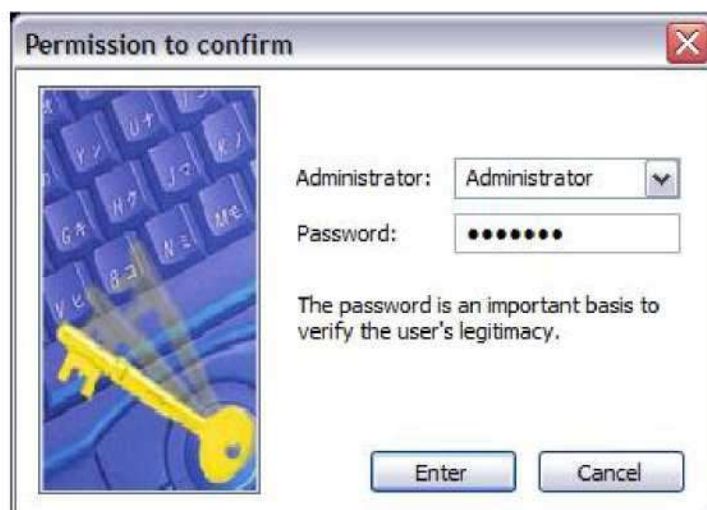 Permission to confirm
Administrator: Administrator
Password: •••••••
The password is an important basis to
verify the user's legitimacy.
Enter Cancel